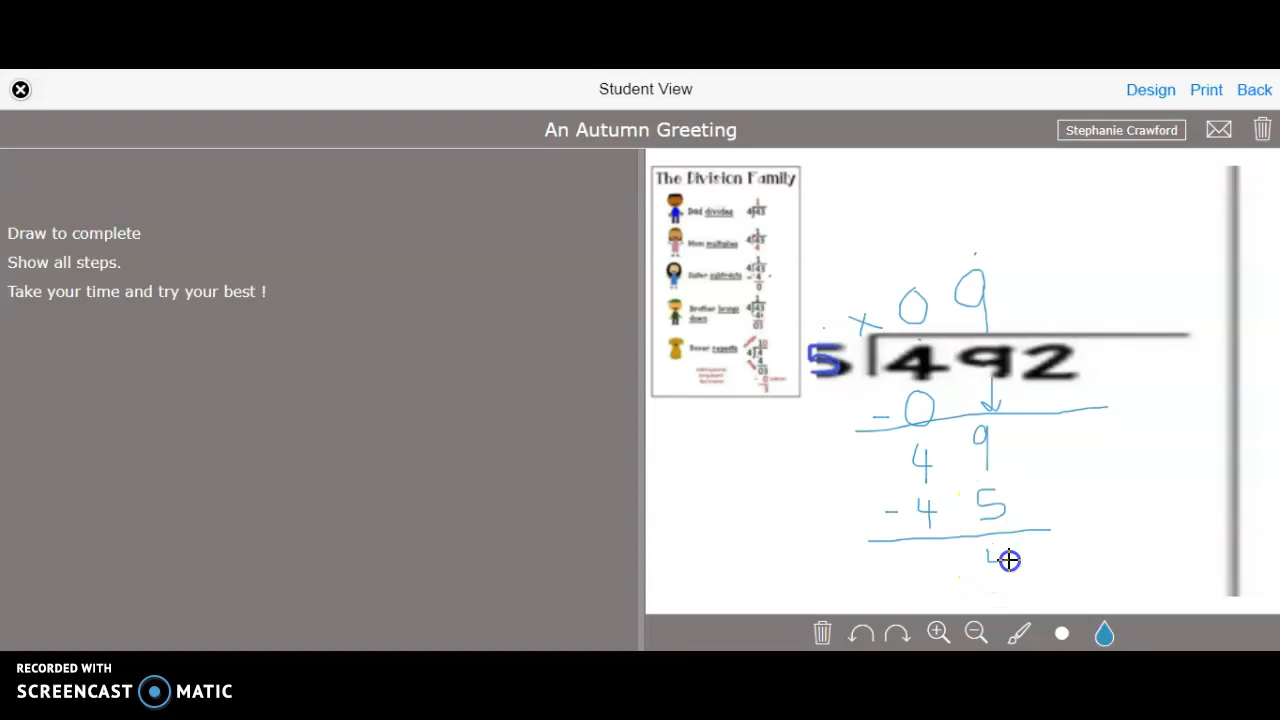 Student View
Design Print Back
An Autumn Greeting
Stephanie Crawford
Draw to complete
Show all steps.
Take your time and try your best !
The Division Family
Dad divides
Mom multiplies
Sister subtracts
Brother brings down
× 0 9
5 492
- 0
4 9
- 4 5
4
RECORDED WITH
SCREENCAST MATIC